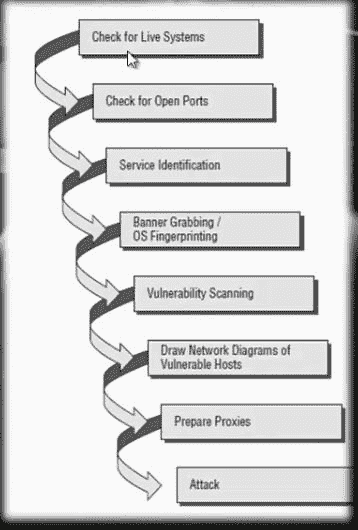 Check for Live Systems
Check for Open Ports
Service Identification
Banner Grabbing /
OS Fingerprinting
Vulnerability Scanning
Draw Network Diagrams of
Vulnerable Hosts
Prepare Proxies
Attack